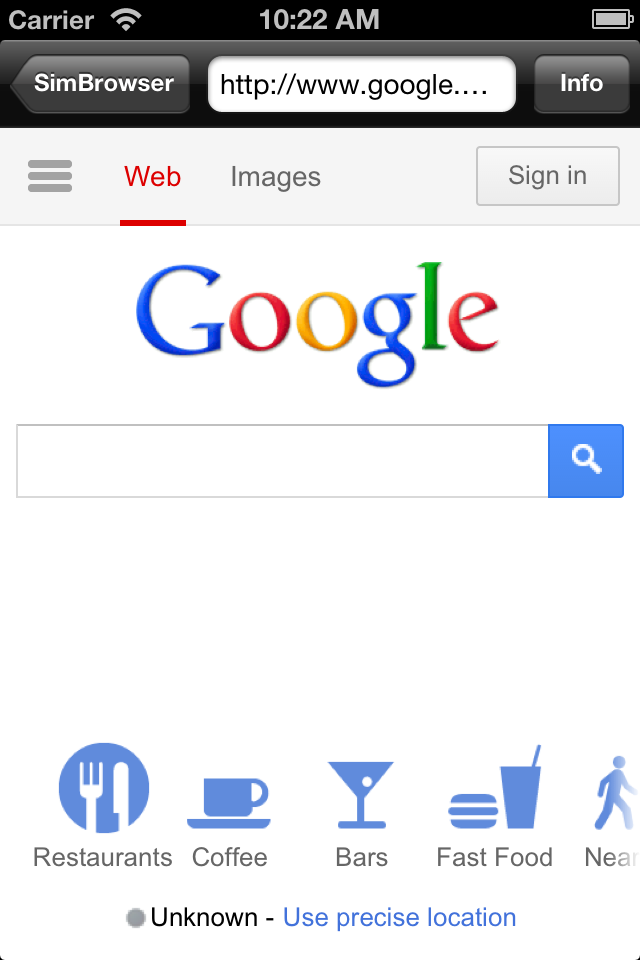 Carrier 10:22 AM
SimBrowser http://www.google.… Info
Web Images Sign in
Google
Restaurants Coffee Bars Fast Food Near
Unknown - Use precise location